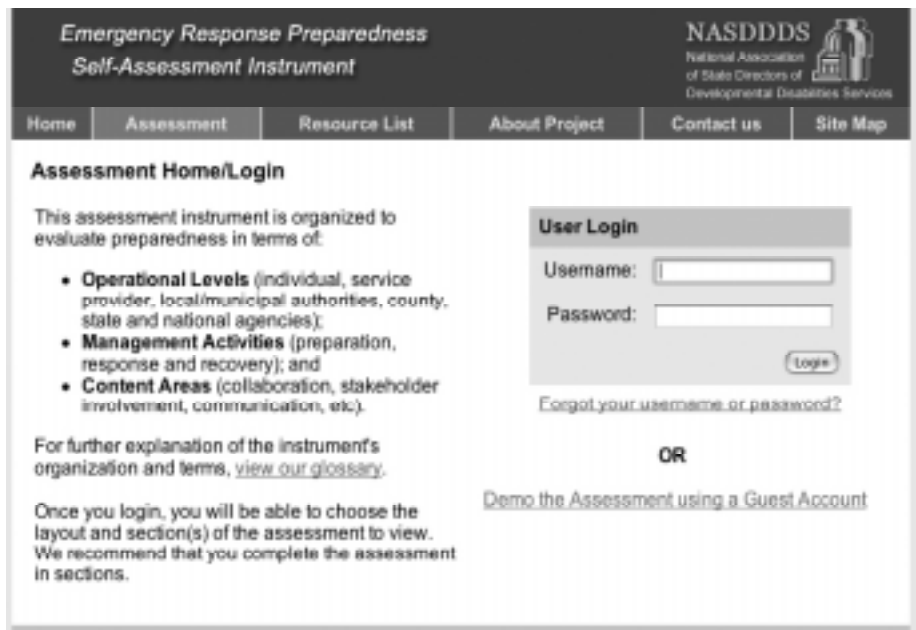 Emergency Response Preparedness
Self-Assessment Instrument
NASDDDS
National Association
of State Directors of
Developmental Disabilities Services
Home Assessment Resource List About Project Contact us Site Map
Assessment Home/Login
This assessment instrument is organized to
evaluate preparedness in terms of:
• Operational Levels (individual, service
provider, local/municipal authorities, county,
state and national agencies);
• Management Activities (preparation,
response and recovery); and
• Content Areas (collaboration, stakeholder
involvement, communication, etc).
For further explanation of the instrument's
organization and terms, view our glossary.
Once you login, you will be able to choose the
layout and section(s) of the assessment to view.
We recommend that you complete the assessment
in sections.
User Login
Username:
Password:
Login
Forgot your username or password?
OR
Demo the Assessment using a Guest Account